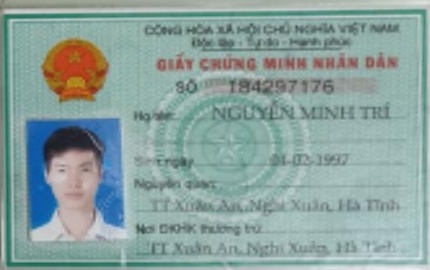 CỘNG HÒA XÃ HỘI CHỦ NGHĨA VIỆT NAM
Độc lập - Tự do - Hạnh phúc
GIẤY CHỨNG MINH NHÂN DÂN
SỐ 184297176
Họ tên: NGUYỄN MINH TRÍ
Sinh ngày 01-02-1997
Nguyên quán:
TT Xuân An, Nghi Xuân, Hà Tĩnh
Nơi ĐKHK thường trú:
TT Xuân An, Nghi Xuân, Hà Tĩnh